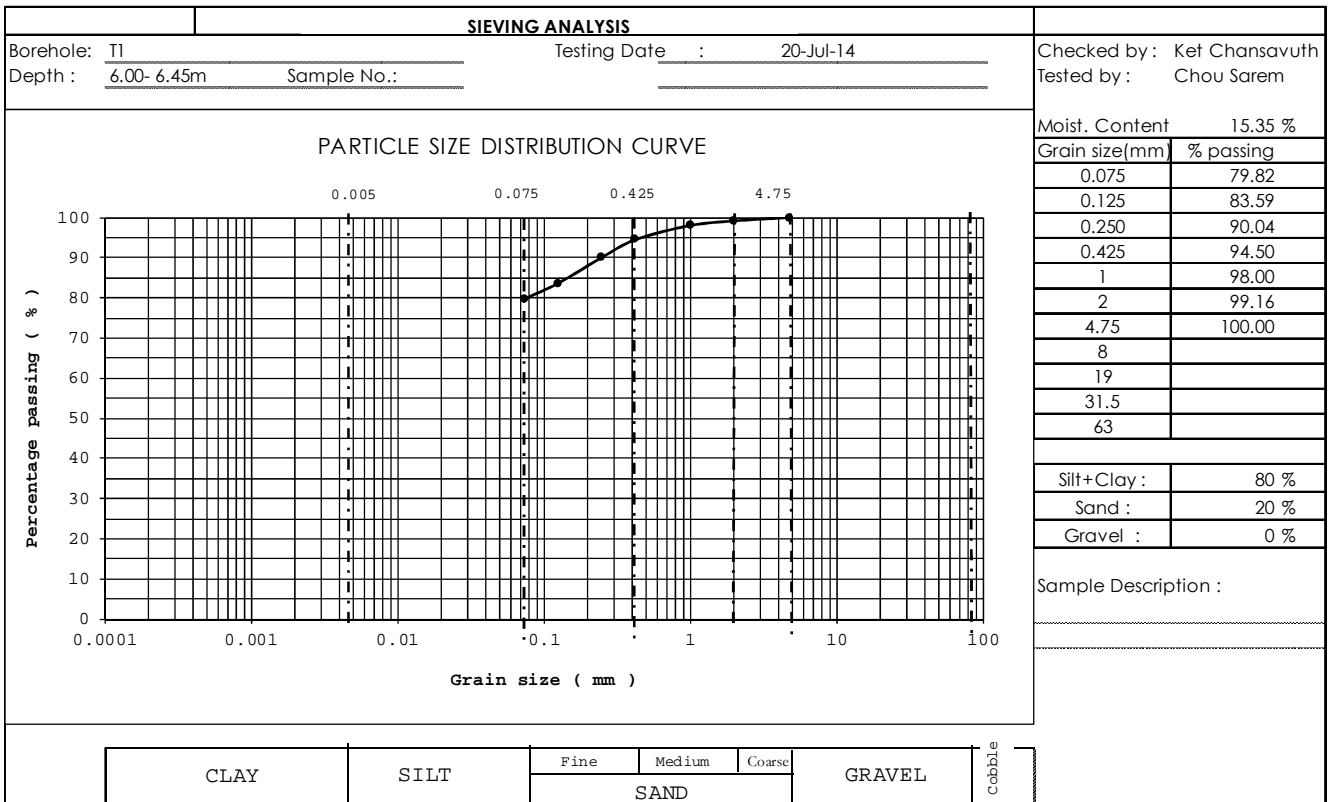 SIEVING ANALYSIS
Borehole: T1 Testing Date : 20-Jul-14 Checked by : Ket Chansavuth
Depth : 6.00- 6.45m Sample No.: Tested by : Chou Sarem
Moist. Content 15.35 %
PARTICLE SIZE DISTRIBUTION CURVE
Grain size(mm) % passing
0.075 79.82
0.125 83.59
0.250 90.04
0.425 94.50
1 98.00
2 99.16
4.75 100.00
8
19
31.5
63
Silt+Clay : 80 %
Sand : 20 %
Gravel : 0 %
Sample Description :
0.005 0.075 0.425 4.75
100
90
80
70
60
50
40
30
20
10
0
Percentage passing ( % )
0.0001 0.001 0.01 0.1 1 10 100
Grain size ( mm )
CLAY SILT Fine Medium Coarse GRAVEL Cobble
SAND